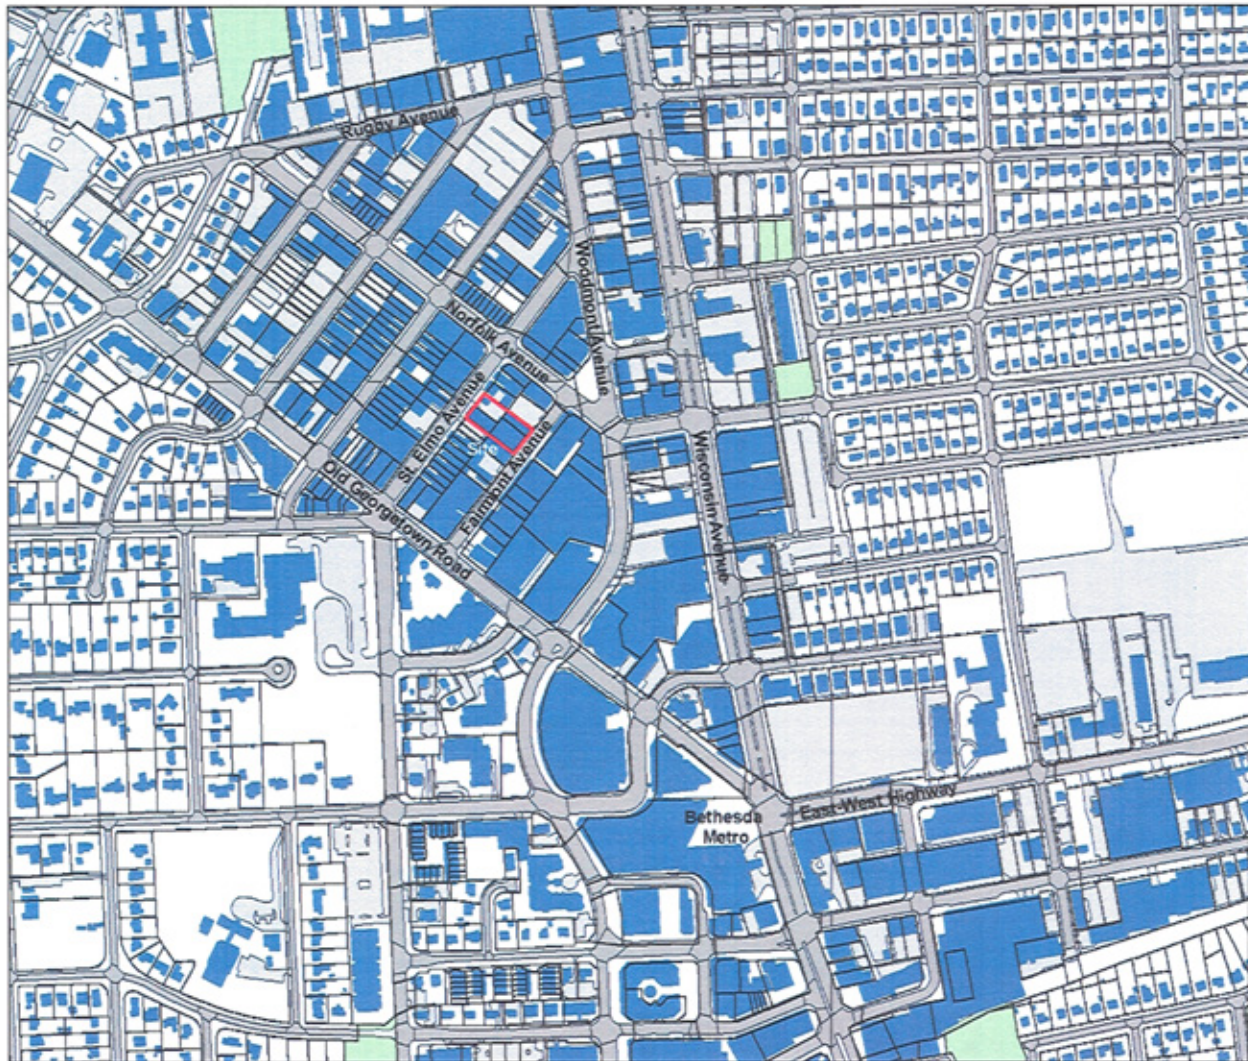 Rugby Avenue
Woodmont Avenue
Norfolk Avenue
St. Elmo Avenue
Site
Fairmont Avenue
Old Georgetown Road
Wisconsin Avenue
East-West Highway
Bethesda
Metro